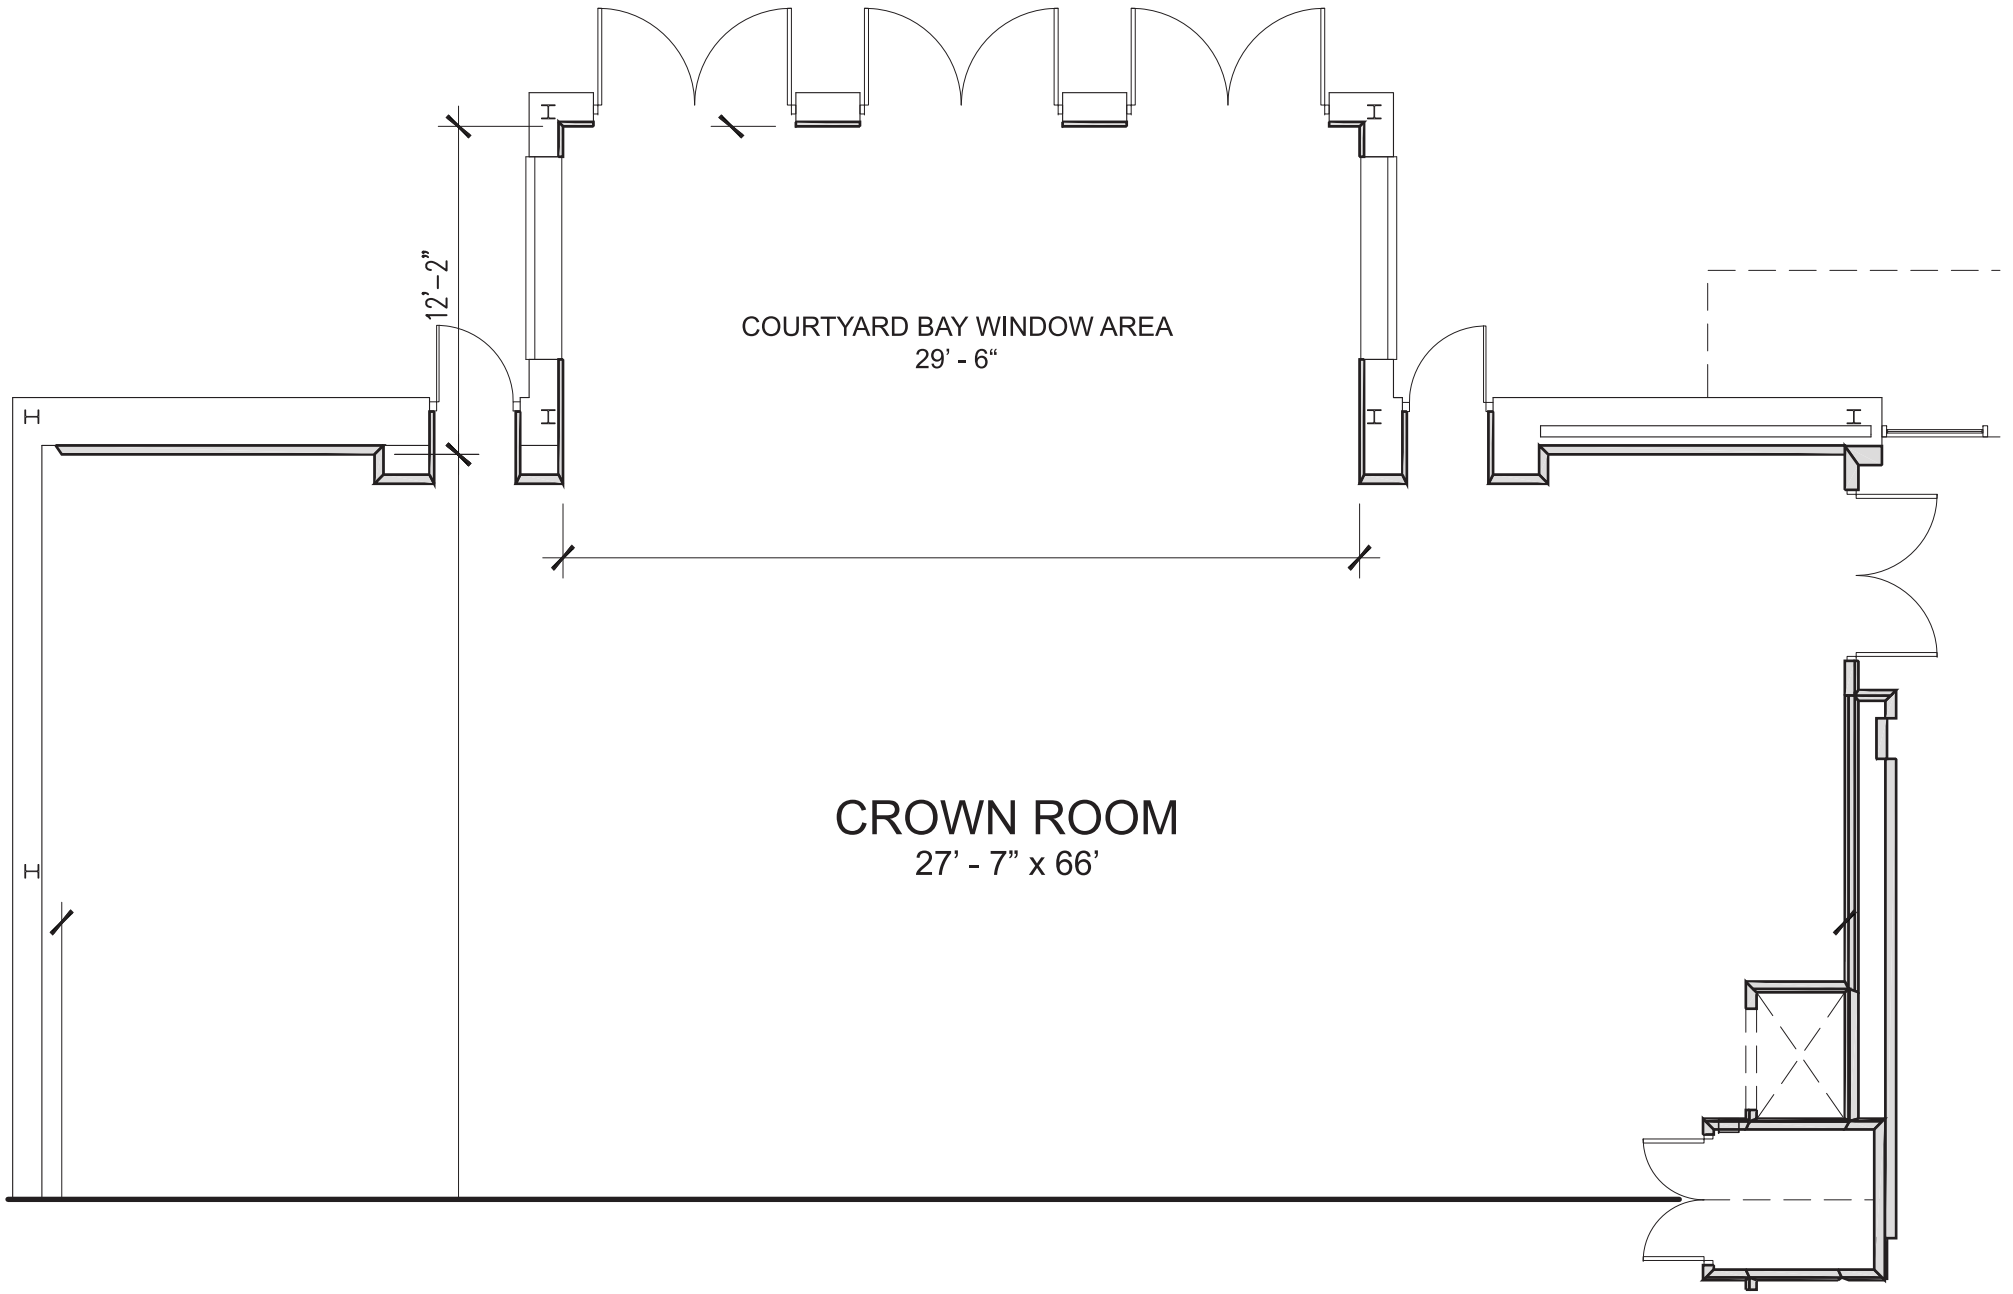 12’–2”
COURTYARD BAY WINDOW AREA
29’ - 6“
CROWN ROOM
27’ - 7” x 66’